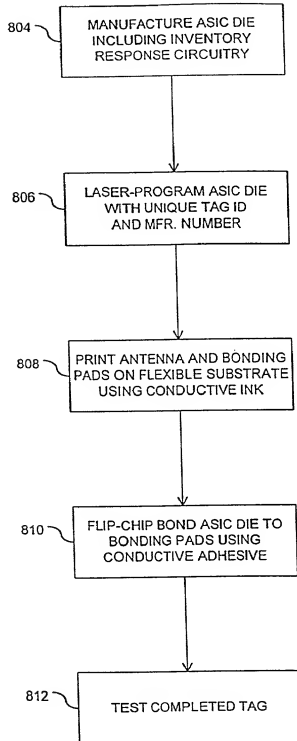 804
MANUFACTURE ASIC DIE
INCLUDING INVENTORY
RESPONSE CIRCUITRY
806
LASER-PROGRAM ASIC DIE
WITH UNIQUE TAG ID
AND MFR. NUMBER
808
PRINT ANTENNA AND BONDING
PADS ON FLEXIBLE SUBSTRATE
USING CONDUCTIVE INK
810
FLIP-CHIP BOND ASIC DIE TO
BONDING PADS USING
CONDUCTIVE ADHESIVE
812
TEST COMPLETED TAG